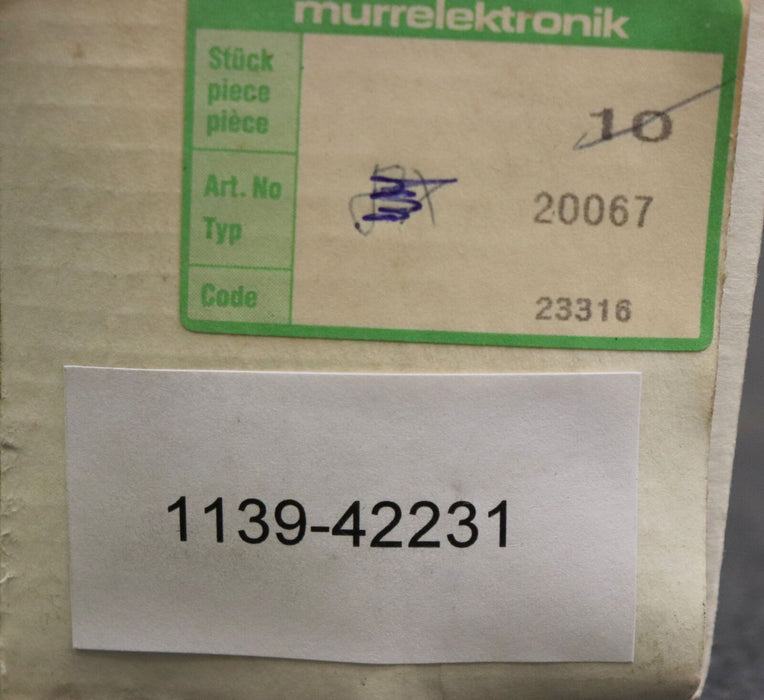 murrelektronik
Stück
piece
pièce
10
Art. No
Typ
20067
Code
23316
1139-42231